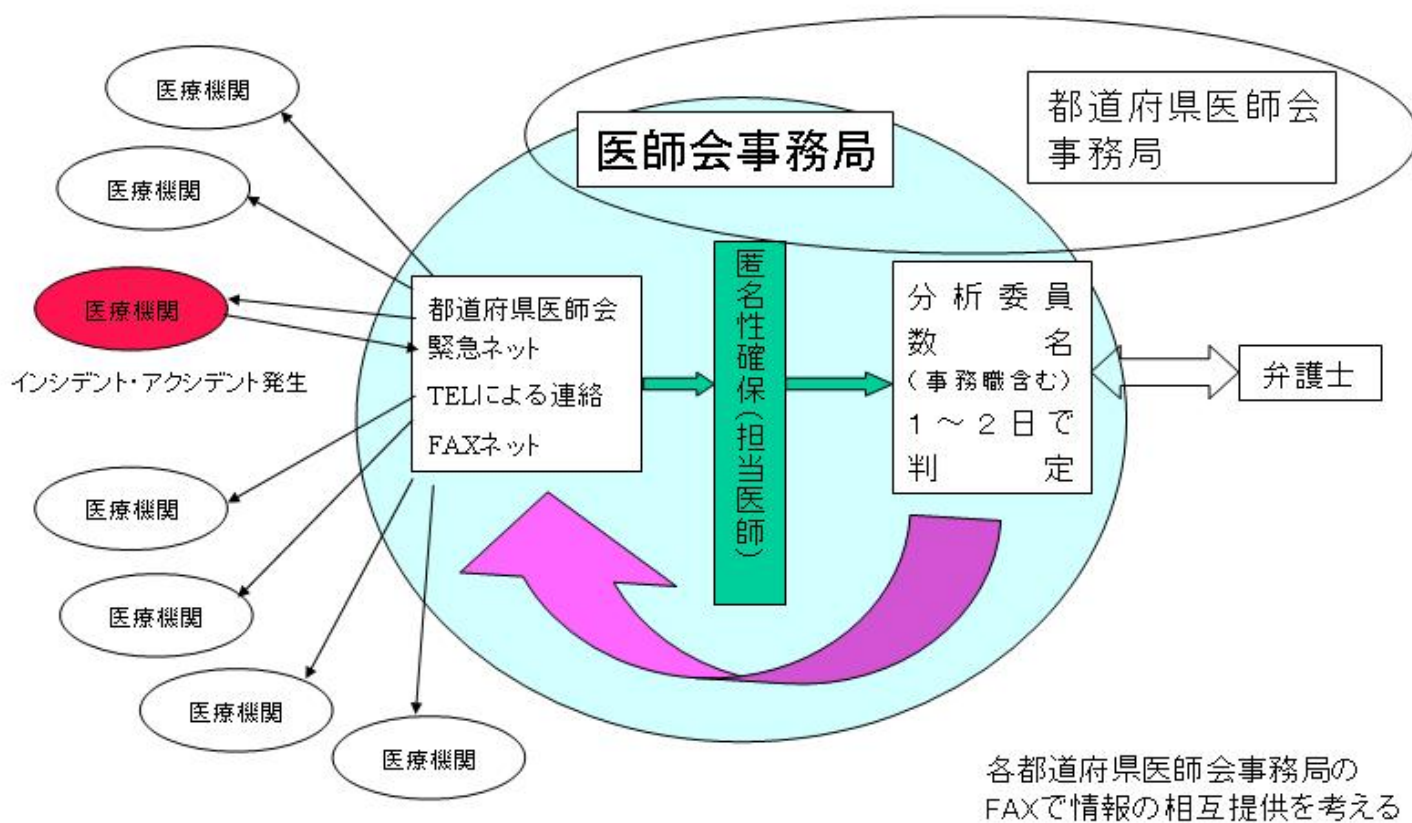 医療機関
医療機関
医療機関
インシデント・アクシデント発生
医療機関
医療機関
医療機関
医療機関
医師会事務局
都道府県医師会
事務局
都道府県医師会
緊急ネット
TELによる連絡
FAXネット
匿名性確保(担当医師)
分析委員
数名
(事務職含む)
1～2日で
判定
弁護士
各都道府県医師会事務局の
FAXで情報の相互提供を考える